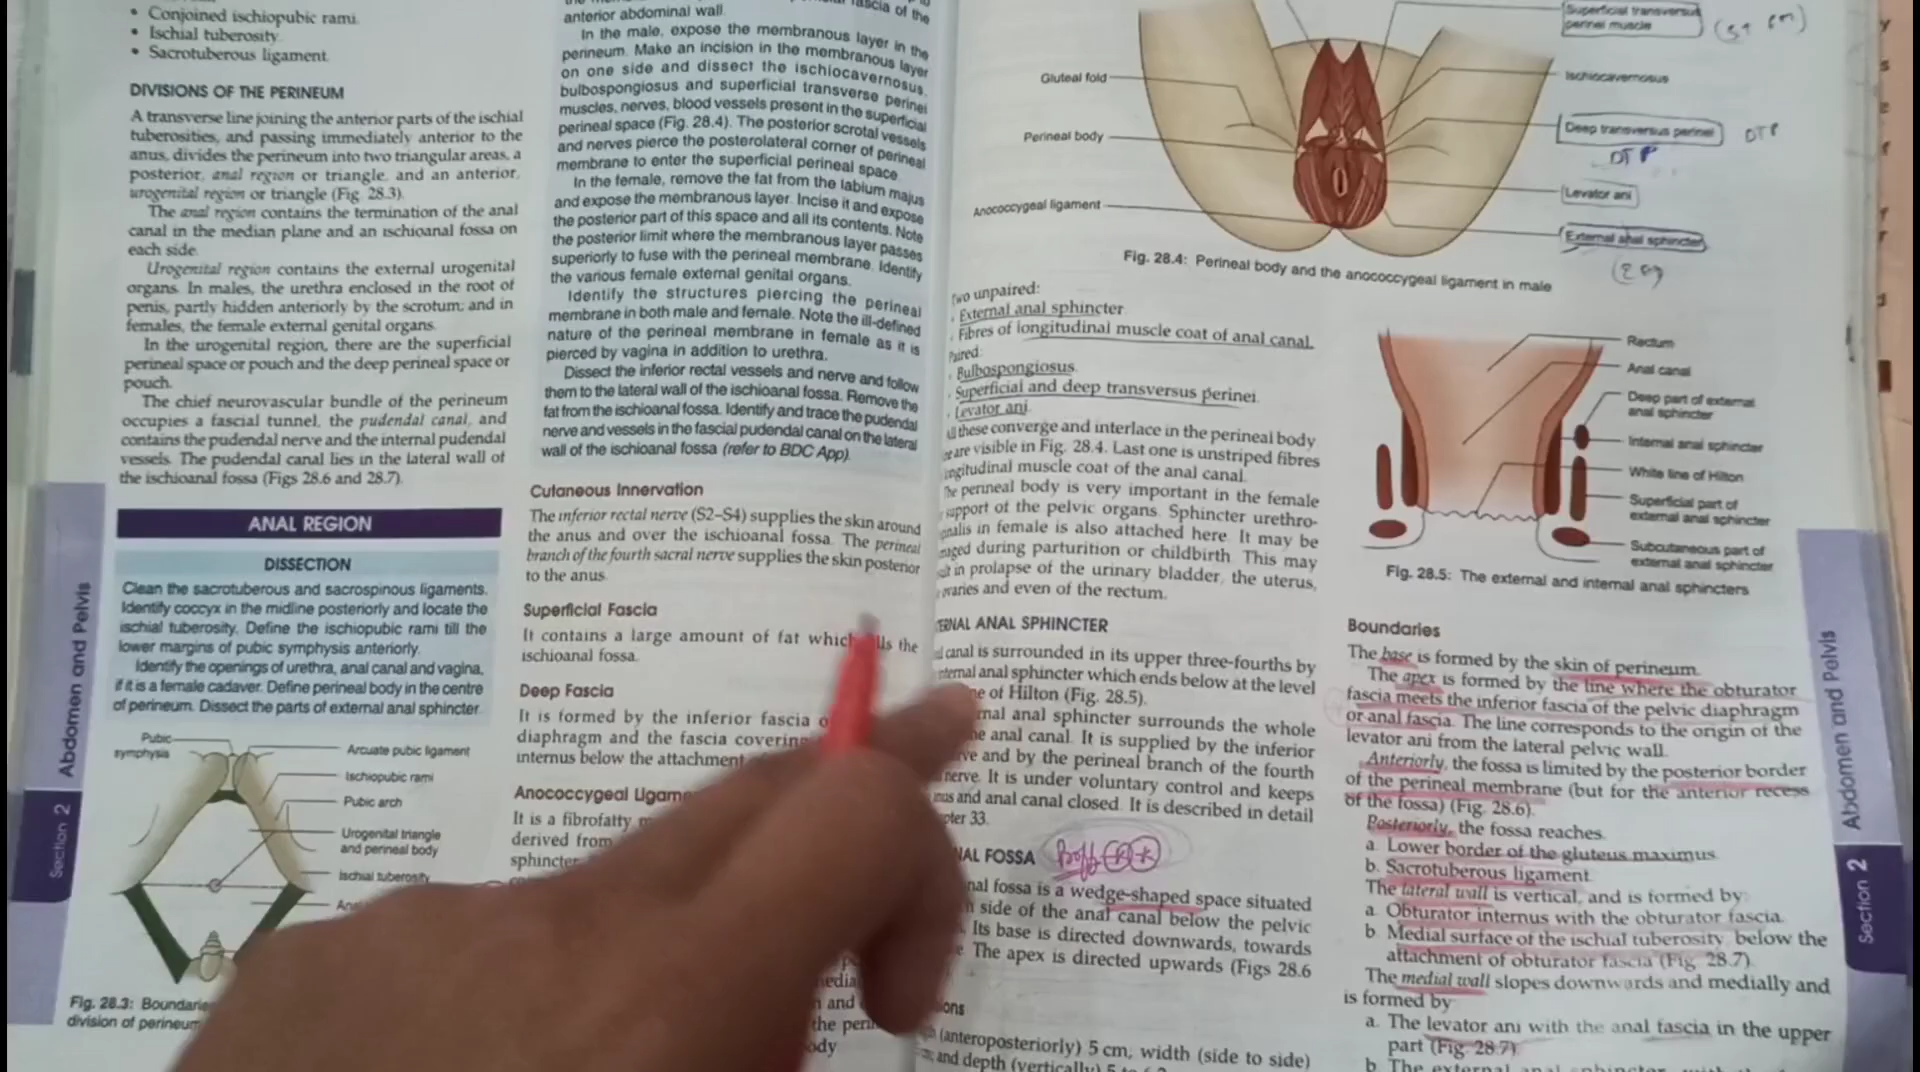 • Conjoined ischiopubic rami
• Ischial tuberosity
• Sacrotuberous ligament
DIVISIONS OF THE PERINEUM
A transverse line joining the anterior parts of the ischial
tuberosities, and passing immediately anterior to the
anus, divides the perineum into two triangular areas, a
posterior, anal region or triangle, and an anterior,
urogenital region or triangle (Fig. 28.3).
The anal region contains the termination of the anal
canal in the median plane and an ischioanal fossa on
each side.
Urogenital region contains the external urogenital
organs. In males, the urethra enclosed in the root of
penis, partly hidden anteriorly by the scrotum; and in
females, the female external genital organs.
In the urogenital region, there are the superficial
perineal space or pouch and the deep perineal space or
pouch.
The chief neurovascular bundle of the perineum
occupies a fascial tunnel, the pudendal canal, and
contains the pudendal nerve and the internal pudendal
vessels. The pudendal canal lies in the lateral wall of
the ischioanal fossa (Figs 28.6 and 28.7).
ANAL REGION
DISSECTION
Clean the sacrotuberous and sacrospinous ligaments.
Identify coccyx in the midline posteriorly and locate the
ischial tuberosity. Define the ischiopubic rami till the
lower margins of pubic symphysis anteriorly.
Identify the openings of urethra, anal canal and vagina,
if it is a female cadaver. Define perineal body in the centre
of perineum. Dissect the parts of external anal sphincter.
Pubic
symphysis
Arcuate pubic ligament
Ischiopubic rami
Pubic arch
Urogenital triangle
and perineal body
Ischial tuberosity
Fig. 28.3:
division of
Abdomen and Pelvis
Section 2
fascia of the
anterior abdominal wall.
In the male, expose the membranous layer in the
perineum. Make an incision in the membranous layer
on one side and dissect the ischiocavernosus,
bulbospongiosus and superficial transverse perinei
muscles, nerves, blood vessels present in the superficial
perineal space (Fig. 28.4). The posterior scrotal vessels
and nerves pierce the posterolateral corner of perineal
membrane to enter the superficial perineal space.
In the female, remove the fat from the labium majus
and expose the membranous layer. Incise it and expose
the posterior part of this space and all its contents. Note
the posterior limit where the membranous layer passes
superiorly to fuse with the perineal membrane. Identify
the various female external genital organs.
Identify the structures piercing the perineal
membrane in both male and female. Note the ill-defined
nature of the perineal membrane in female as it is
pierced by vagina in addition to urethra.
Dissect the inferior rectal vessels and nerve and follow
them to the lateral wall of the ischioanal fossa. Remove the
fat from the ischioanal fossa. Identify and trace the pudendal
nerve and vessels in the fascial pudendal canal on the lateral
wall of the ischioanal fossa (refer to BDC App).
Cutaneous Innervation
The inferior rectal nerve (S2–S4) supplies the skin around
the anus and over the ischioanal fossa. The perineal
branch of the fourth sacral nerve supplies the skin posterior
to the anus.
Superficial Fascia
It contains a large amount of fat which the
ischioanal fossa.
Deep Fascia
It is formed by the inferior fascia
diaphragm and the fascia covering
internus below the attachment
Anococcygeal
It is a fibrofatty
derived from
sphincter
and
the
Superficial transversus
perinei muscle
Gluteal fold
Ischiocavernosus
Perineal body
Deep transversus perinei
DTP
DTP
Anococcygeal ligament
Levator ani
External anal sphincter
Fig. 28.4: Perineal body and the anococcygeal ligament in male
Two unpaired:
External anal sphincter
Fibres of longitudinal muscle coat of anal canal.
Paired:
Bulbospongiosus
Superficial and deep transversus perinei
Levator ani
these converge and interlace in the perineal body
are visible in Fig. 28.4. Last one is unstriped fibres
muscle coat of the anal canal.
perineal body is very important in the female
support of the pelvic organs. Sphincter urethro-
in female is also attached here. It may be
during parturition or childbirth. This may
in prolapse of the urinary bladder, the uterus,
ovaries and even of the rectum.
ANAL SPHINCTER
canal is surrounded in its upper three-fourths by
anal sphincter which ends below at the level
of Hilton (Fig. 28.5).
anal sphincter surrounds the whole
anal canal. It is supplied by the inferior
and by the perineal branch of the fourth
nerve. It is under voluntary control and keeps
and anal canal closed. It is described in detail
33.
FOSSA
fossa is a wedge-shaped space situated
side of the anal canal below the pelvic
Its base is directed downwards, towards
The apex is directed upwards (Figs 28.6
(anteroposteriorly) 5 cm, width (side to side)
and depth (vertically)
Rectum
Anal canal
Deep part of external
anal sphincter
Internal anal sphincter
White line of Hilton
Superficial part of
external anal sphincter
Subcutaneous part of
external anal sphincter
Fig. 28.5: The external and internal anal sphincters
Boundaries
The base is formed by the skin of perineum.
The apex is formed by the line where the obturator
fascia meets the inferior fascia of the pelvic diaphragm
or anal fascia. The line corresponds to the origin of the
levator ani from the lateral pelvic wall.
Anteriorly, the fossa is limited by the posterior border
of the perineal membrane (but for the anterior recess
of the fossa) (Fig. 28.6).
Posteriorly, the fossa reaches.
a. Lower border of the gluteus maximus.
b. Sacrotuberous ligament.
The lateral wall is vertical, and is formed by:
a. Obturator internus with the obturator fascia.
b. Medial surface of the ischial tuberosity, below the
attachment of obturator fascia (Fig. 28.7).
The medial wall slopes downwards and medially and
is formed by
a. The levator ani with the anal fascia in the upper
part (Fig. 28.7).
b. The external anal sphincter
Abdomen and Pelvis
Section 2